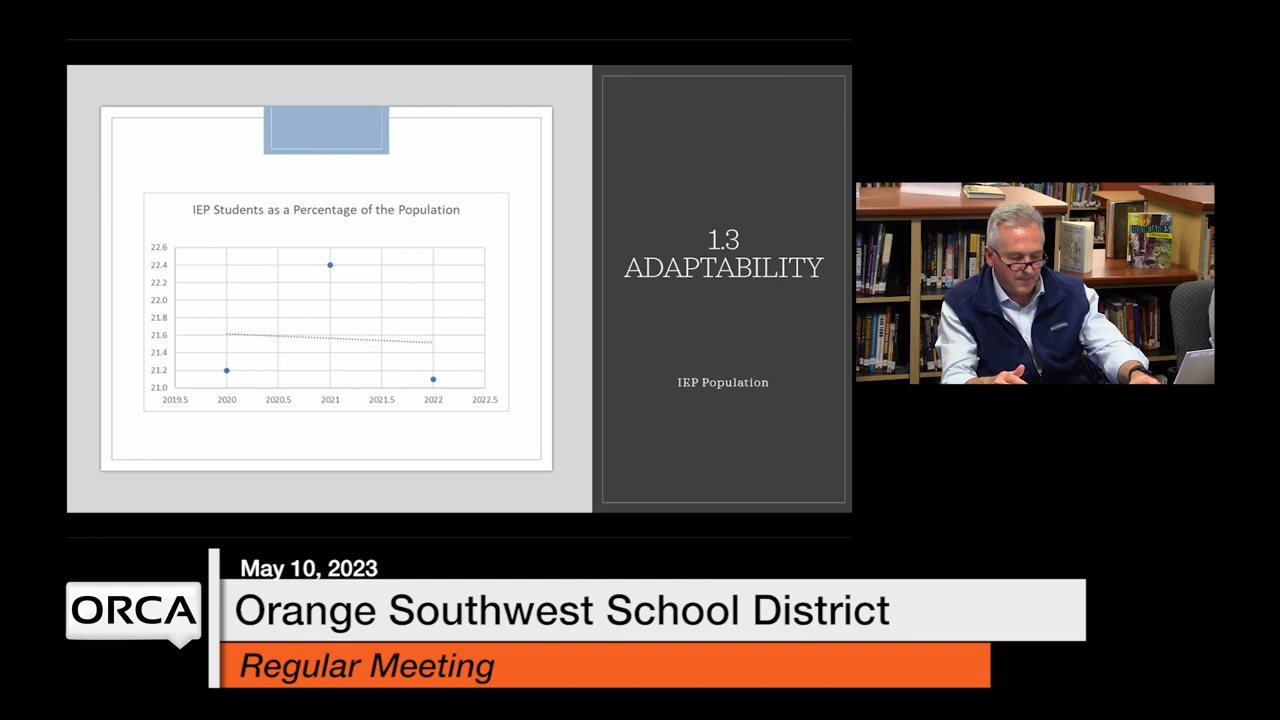 IEP Students as a Percentage of the Population
22.6
22.4
22.2
22.0
21.8
21.6
21.4
21.2
21.0
2019.5 2020 2020.5 2021 2021.5 2022 2022.5
1.3
ADAPTABILITY
IEP Population
BOUNDARIES
May 10, 2023
ORCA
Orange Southwest School District
Regular Meeting